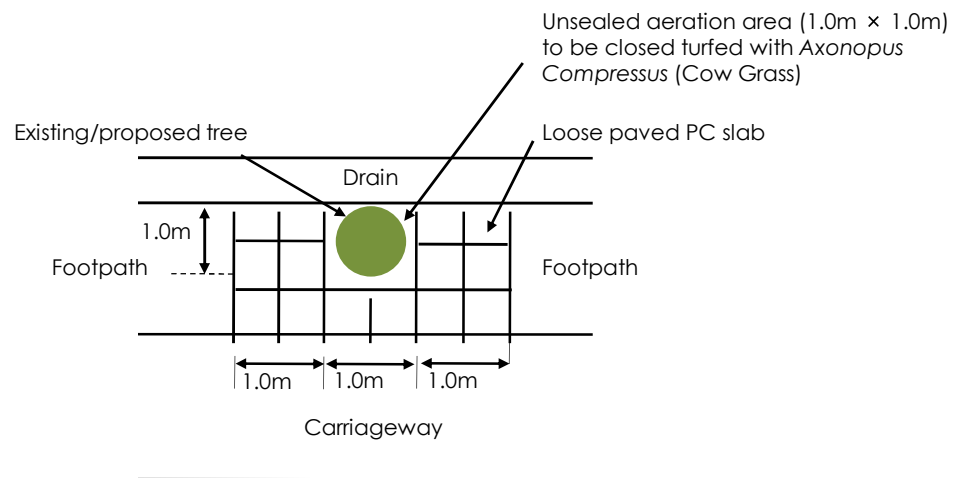 Unsealed aeration area (1.0m × 1.0m)
to be closed turfed with Axonopus
Compressus (Cow Grass)
Existing/proposed tree
Loose paved PC slab
Drain
1.0m
Footpath
Footpath
1.0m
1.0m
1.0m
Carriageway